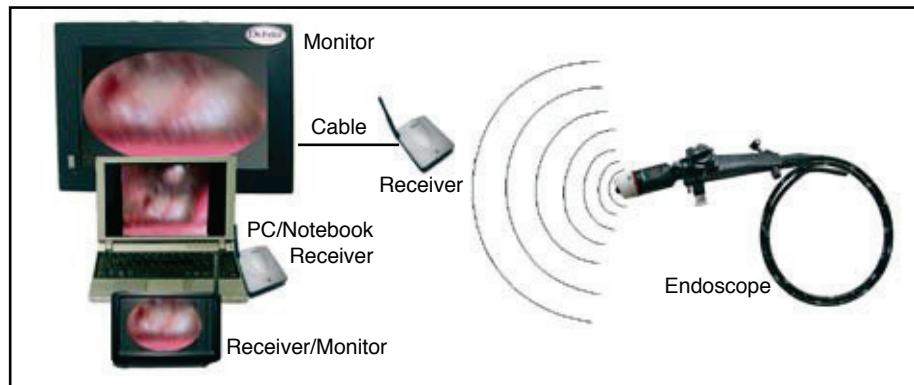 Monitor
Cable
Receiver
PC/Notebook
Receiver
Endoscope
Receiver/Monitor